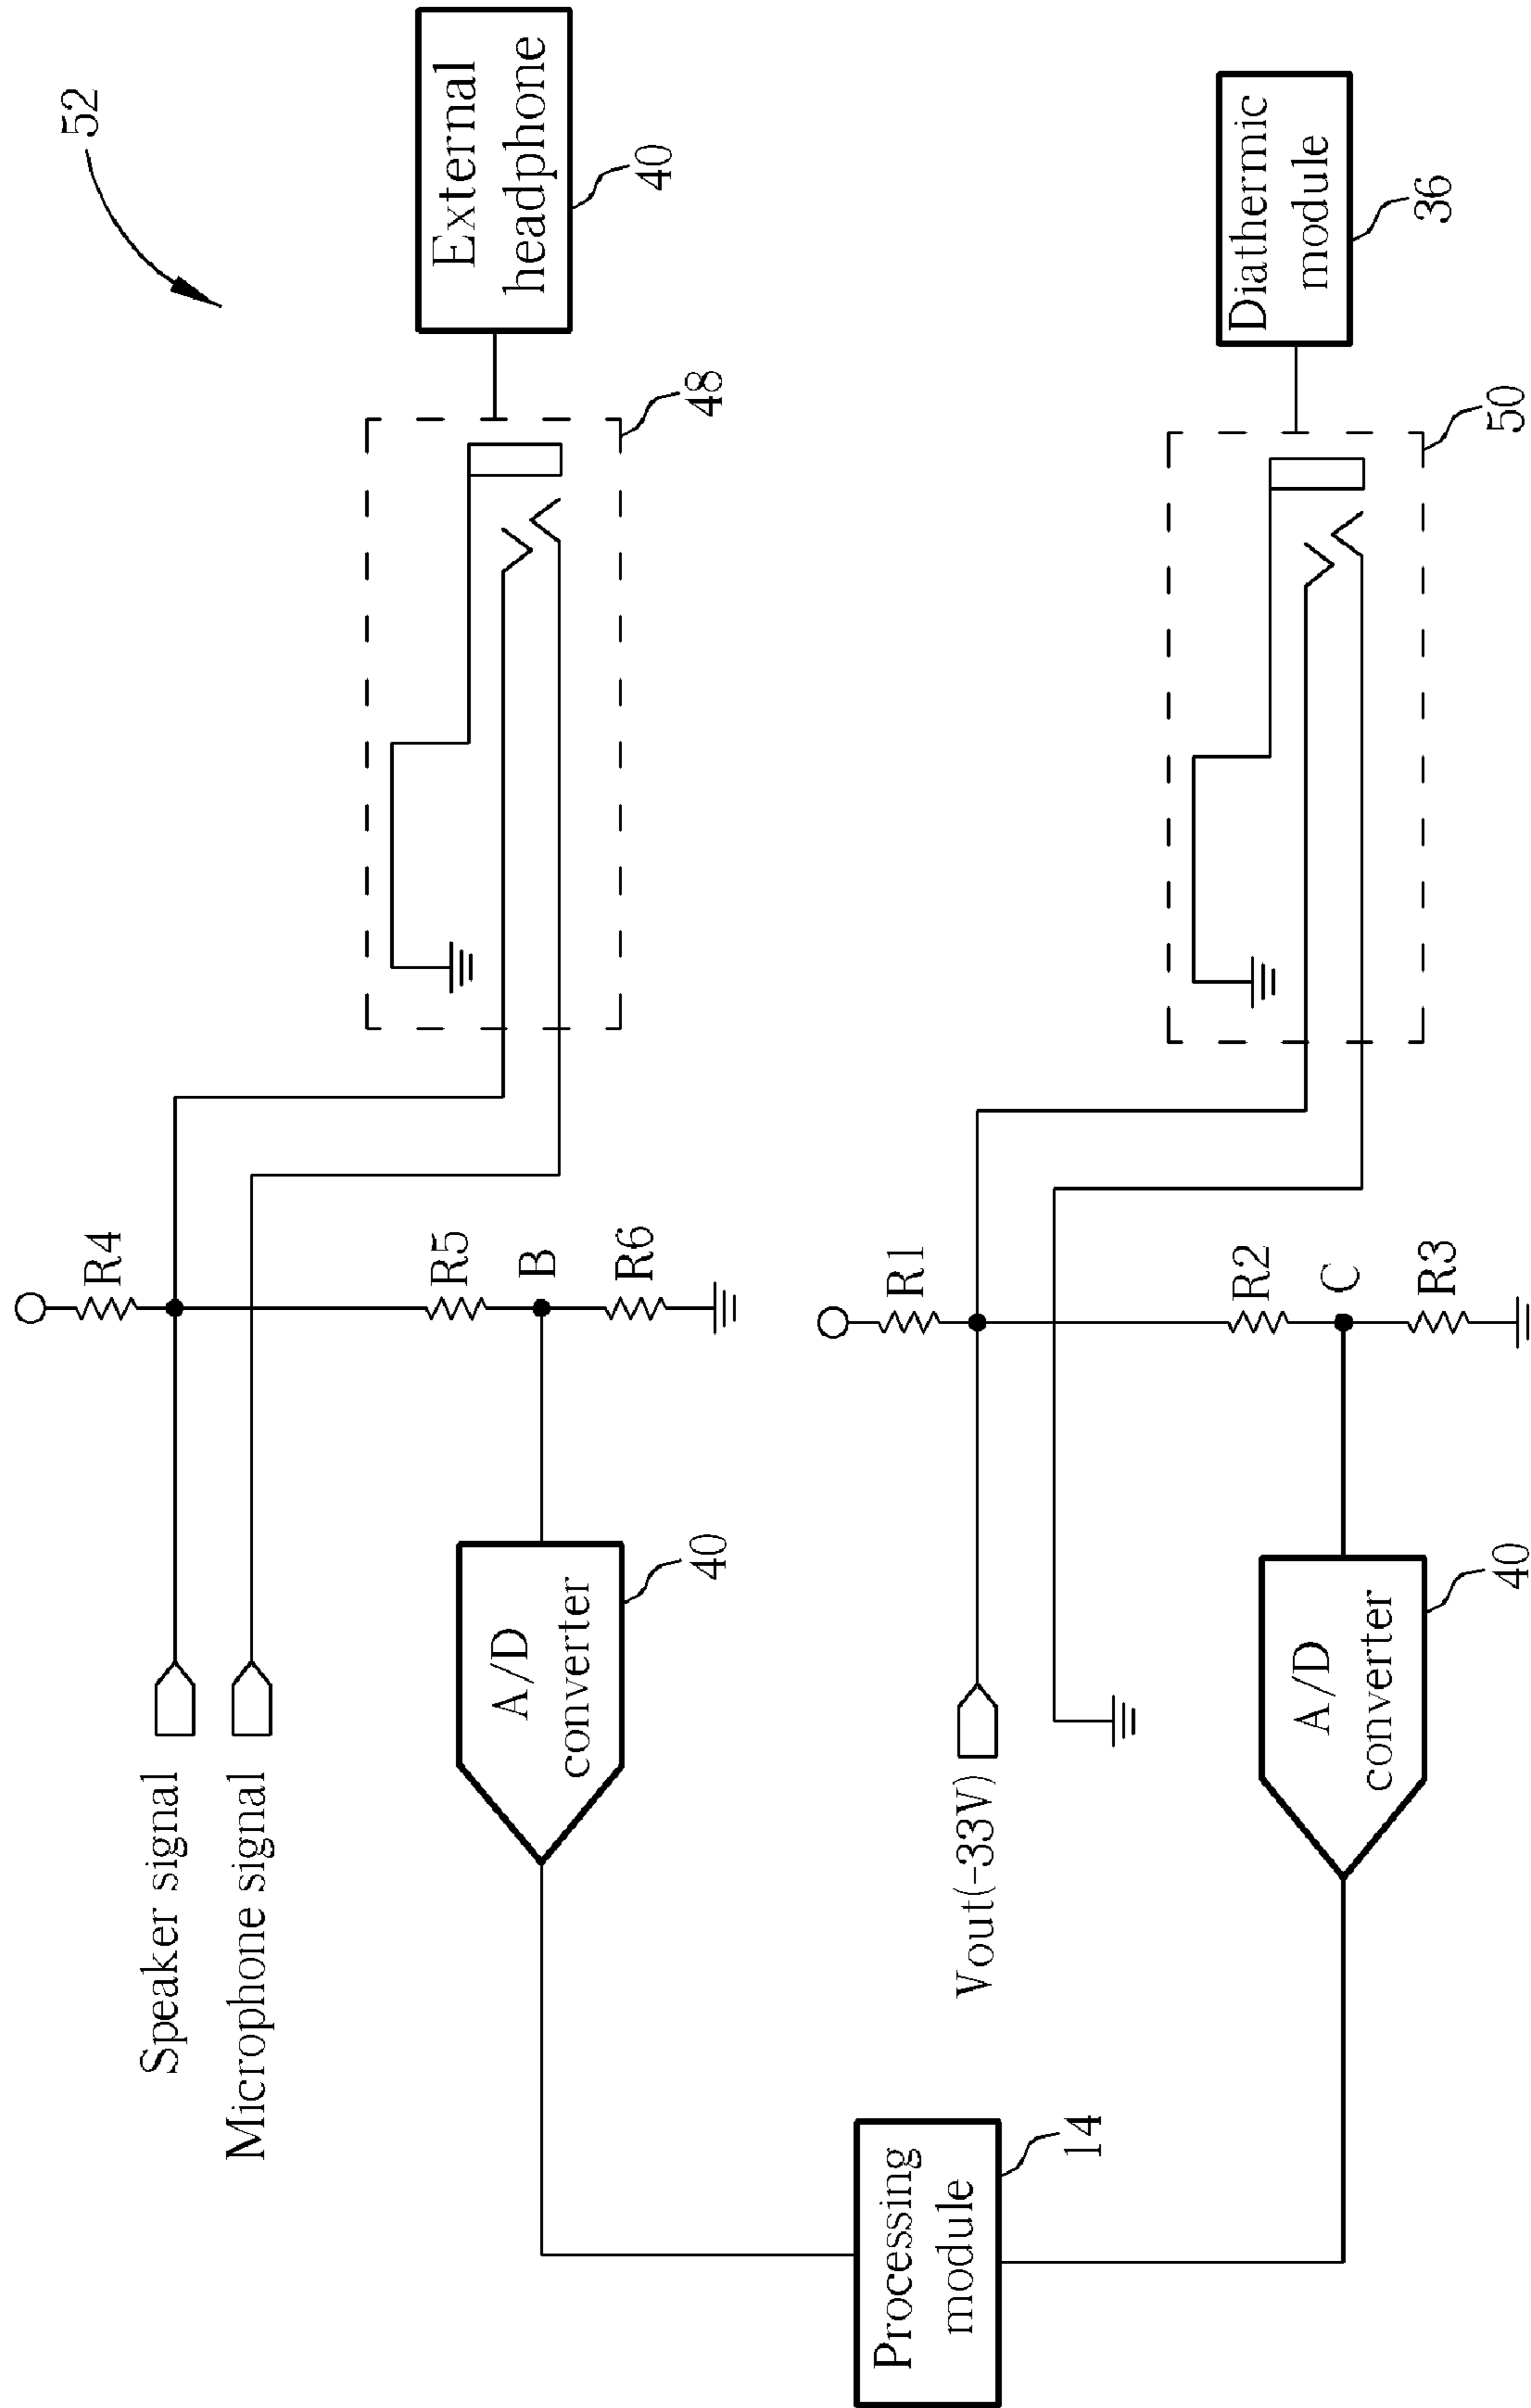 52
Speaker signal
Microphone signal
R4
R5
B
R6
External
headphone
40
48
A/D
converter
40
Processing
module
14
Vout(-33V)
R1
R2
C
R3
Diathermic
module
36
50
A/D
converter
40